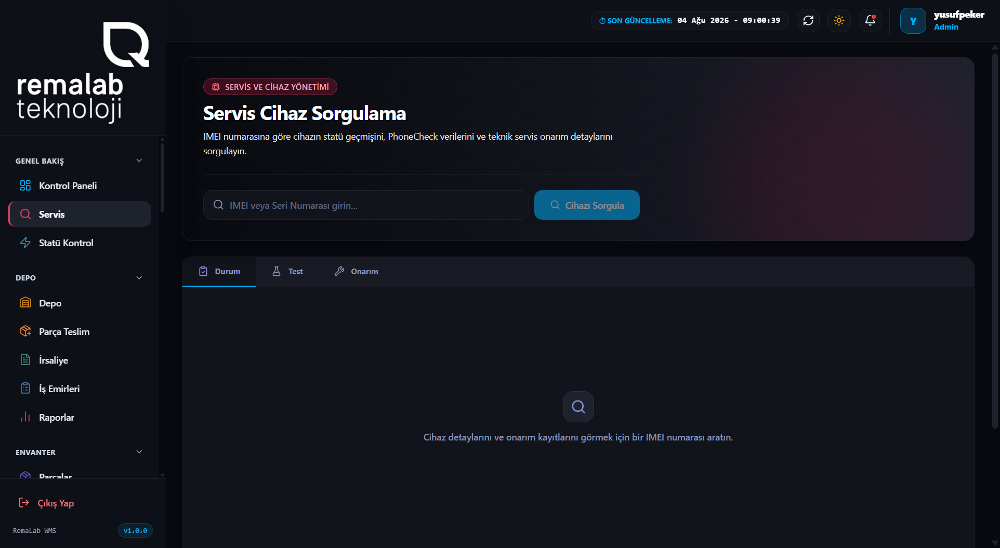 remalab
teknoloji
GENEL BAKIŞ
Kontrol Paneli
Servis
Statü Kontrol
DEPO
Depo
Parça Teslim
İrsaliye
İş Emirleri
Raporlar
ENVANTER
Parçalar
Çıkış Yap
RemaLab WMS
v1.0.0
SON GÜNCELLEME: 04 Ağu 2026 - 09:00:39
Y
yusufpeker
Admin
SERVİS VE CİHAZ YÖNETİMİ
Servis Cihaz Sorgulama
IMEI numarasına göre cihazın statü geçmişini, PhoneCheck verilerini ve teknik servis onarım detaylarını
sorgulayın.
IMEI veya Seri Numarası girin...
Cihazı Sorgula
Durum
Test
Onarım
Cihaz detaylarını ve onarım kayıtlarını görmek için bir IMEI numarası aratın.